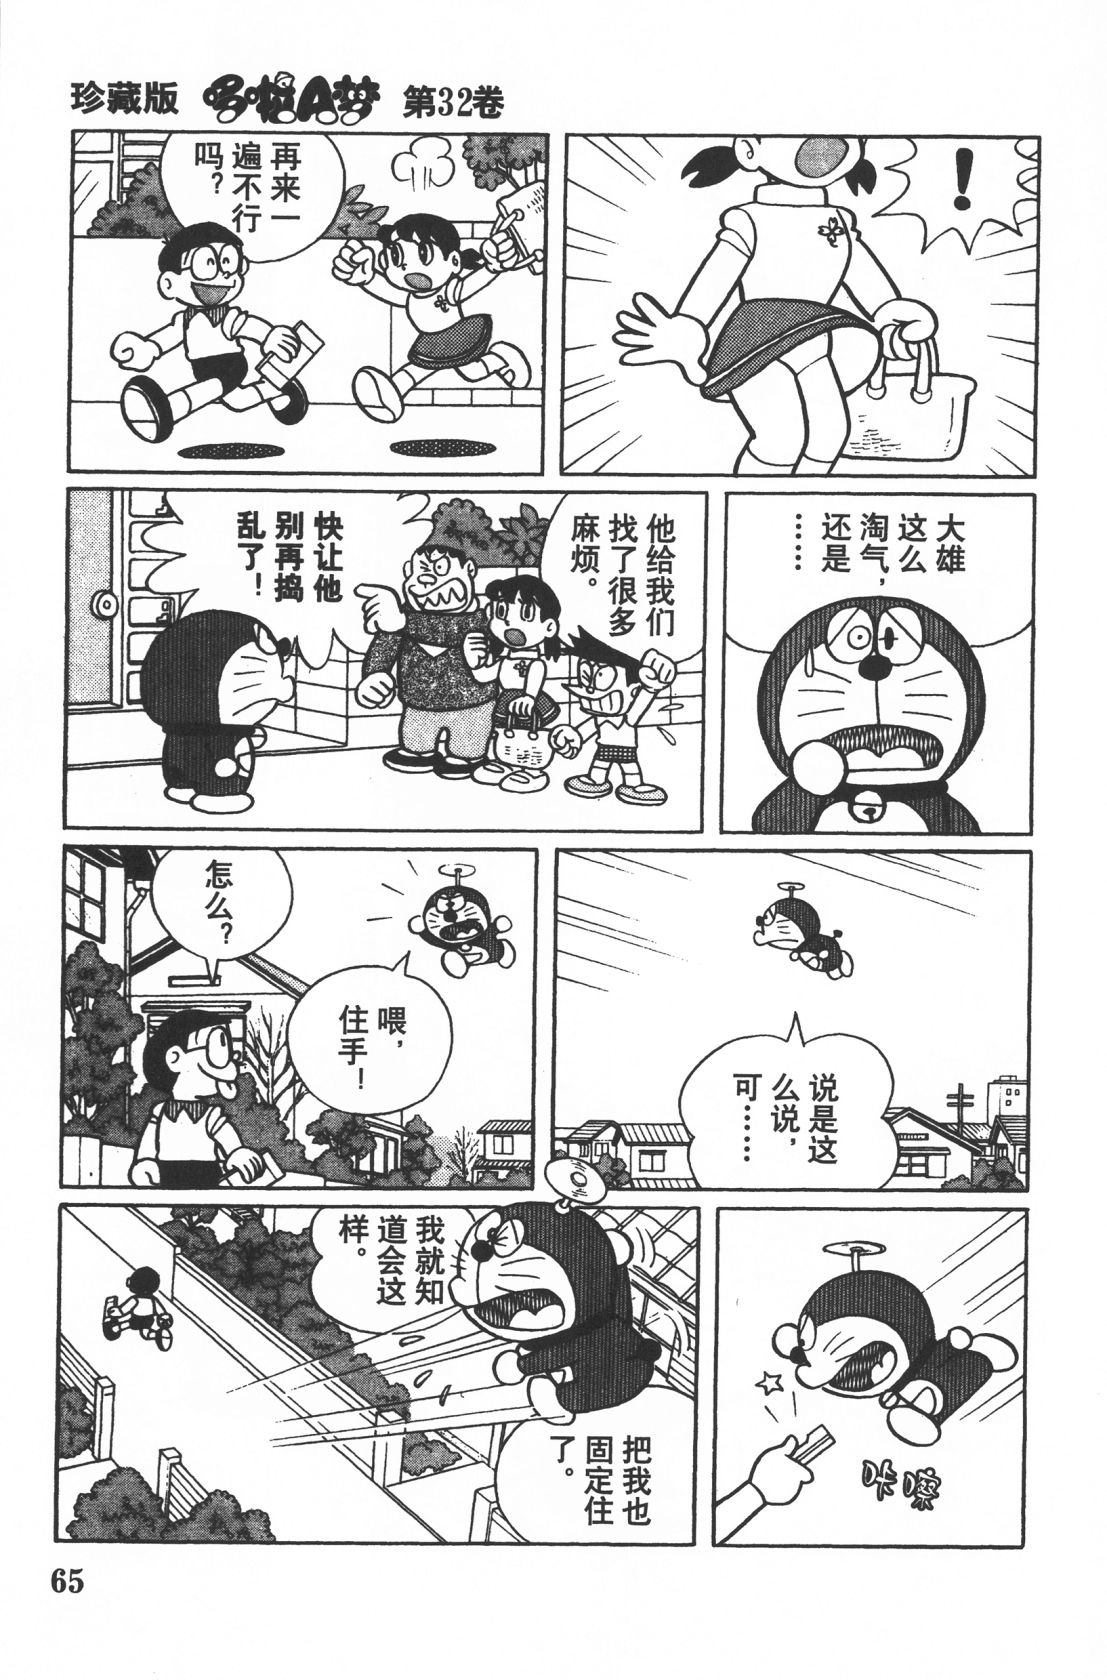 珍藏版 哆啦A梦 第32卷
!
再来一
遍不行
吗?
大雄
这么
淘气,
还是
……
他给我们
找了很多
麻烦。
快让他
别再捣
乱了!
说是这
么说,
可……
喂,
住手!
怎么?
咔嚓
把我也
固定住
了。
我就知
道会这
样。
65